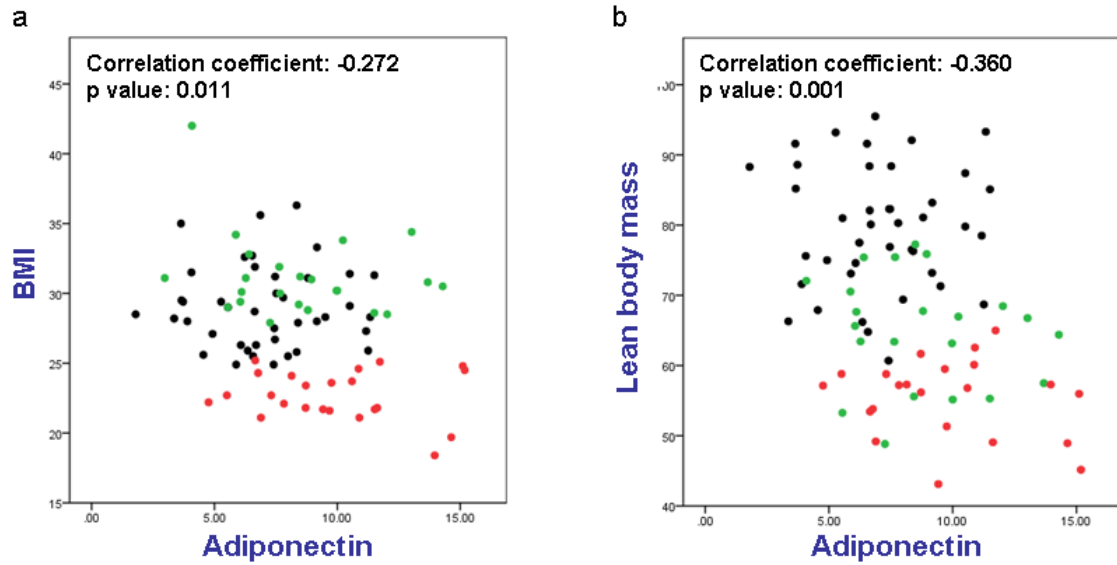 a
Correlation coefficient: -0.272
p value: 0.011
BMI
45
40
35
30
25
20
15
.00
5.00
10.00
15.00
Adiponectin
b
Correlation coefficient: -0.360
p value: 0.001
Lean body mass
100
90
80
70
60
50
40
.00
5.00
10.00
15.00
Adiponectin